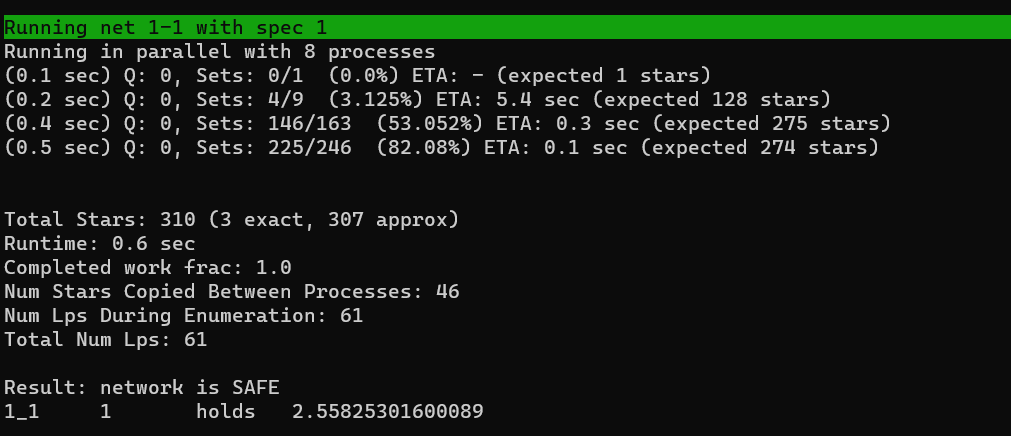 Running net 1-1 with spec 1
Running in parallel with 8 processes
(0.1 sec) Q: 0, Sets: 0/1  (0.0%) ETA: - (expected 1 stars)
(0.2 sec) Q: 0, Sets: 4/9  (3.125%) ETA: 5.4 sec (expected 128 stars)
(0.4 sec) Q: 0, Sets: 146/163  (53.052%) ETA: 0.3 sec (expected 275 stars)
(0.5 sec) Q: 0, Sets: 225/246  (82.08%) ETA: 0.1 sec (expected 274 stars)
Total Stars: 310 (3 exact, 307 approx)
Runtime: 0.6 sec
Completed work frac: 1.0
Num Stars Copied Between Processes: 46
Num Lps During Enumeration: 61
Total Num Lps: 61
Result: network is SAFE
1_1     1       holds   2.55825301600089